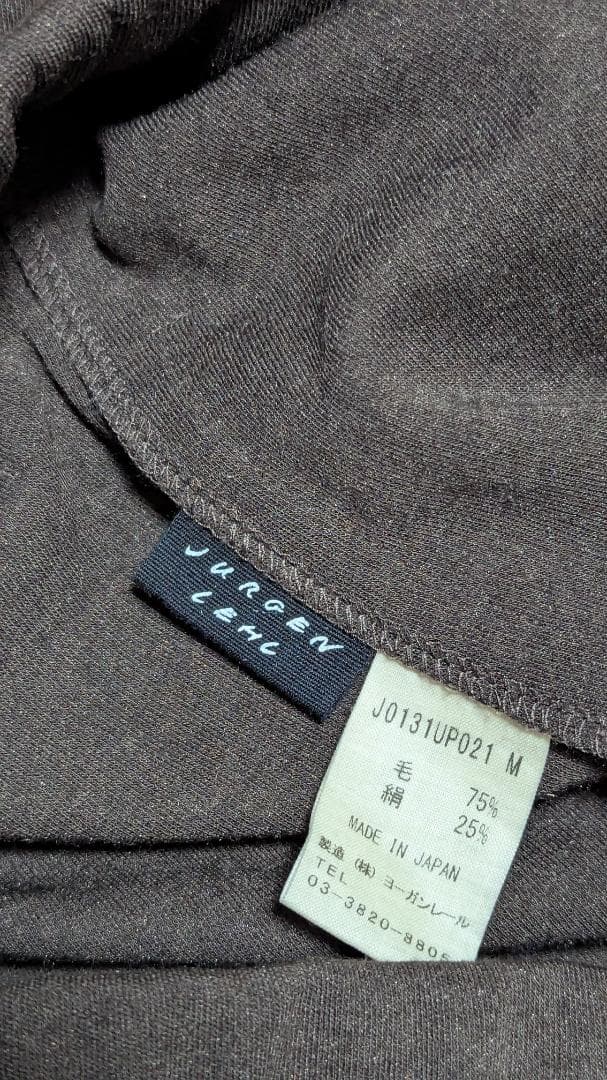 JURGEN
LEHL
J0131UP021 M
毛 75%
絹 25%
MADE IN JAPAN
製造(株)ヨーガンレール
TEL
03-3820-8805